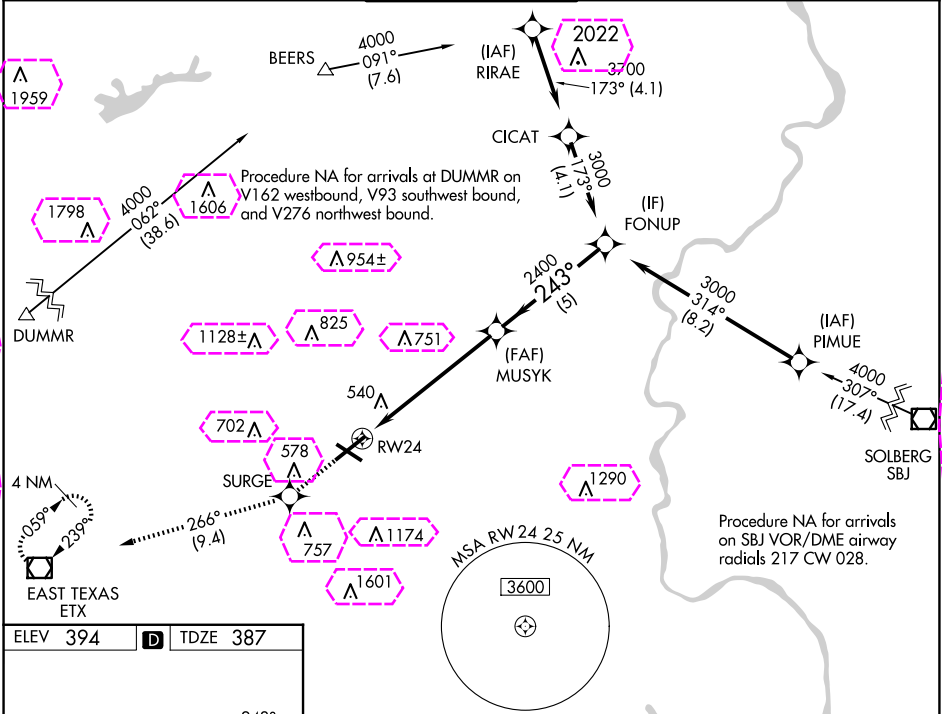 BEERS
4000
091°
(7.6)
(IAF)
RIRAE
2022
3700
173° (4.1)
1959
CICAT
3000
173°
(4.1)
4000
062°
(38.6)
1606
Procedure NA for arrivals at DUMMR on
V162 westbound, V93 southwest bound,
and V276 northwest bound.
1798
(IF)
FONUP
954±
2400
243°
(5)
3000
314°
(8.2)
DUMMR
1128±
825
751
(FAF)
MUSYK
(IAF)
PIMUE
4000
307°
(17.4)
540
702
RW24
578
SOLBERG
SBJ
SURGE
4 NM
059°
239°
266°
(9.4)
1290
757
1174
Procedure NA for arrivals
on SBJ VOR/DME airway
radials 217 CW 028.
MSA RW24 25 NM
3600
1601
EAST TEXAS
ETX
ELEV 394 D TDZE 387